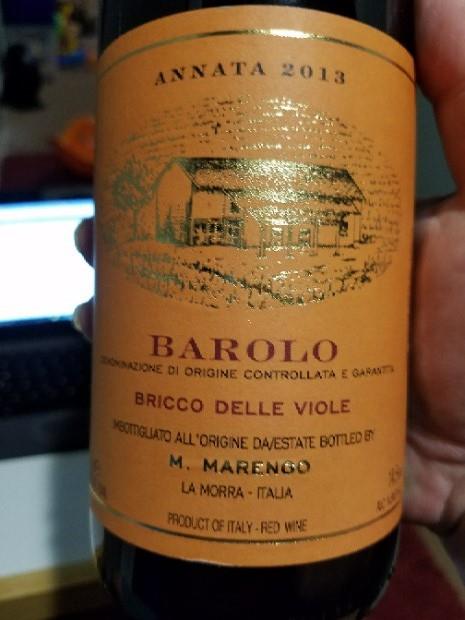 ANNATA 2013
BAROLO
DENOMINAZIONE DI ORIGINE CONTROLLATA E GARANTITA
BRICCO DELLE VIOLE
IMBOTTIGLIATO ALL'ORIGINE DA/ESTATE BOTTLED BY
M. MARENGO
LA MORRA - ITALIA
PRODUCT OF ITALY - RED WINE